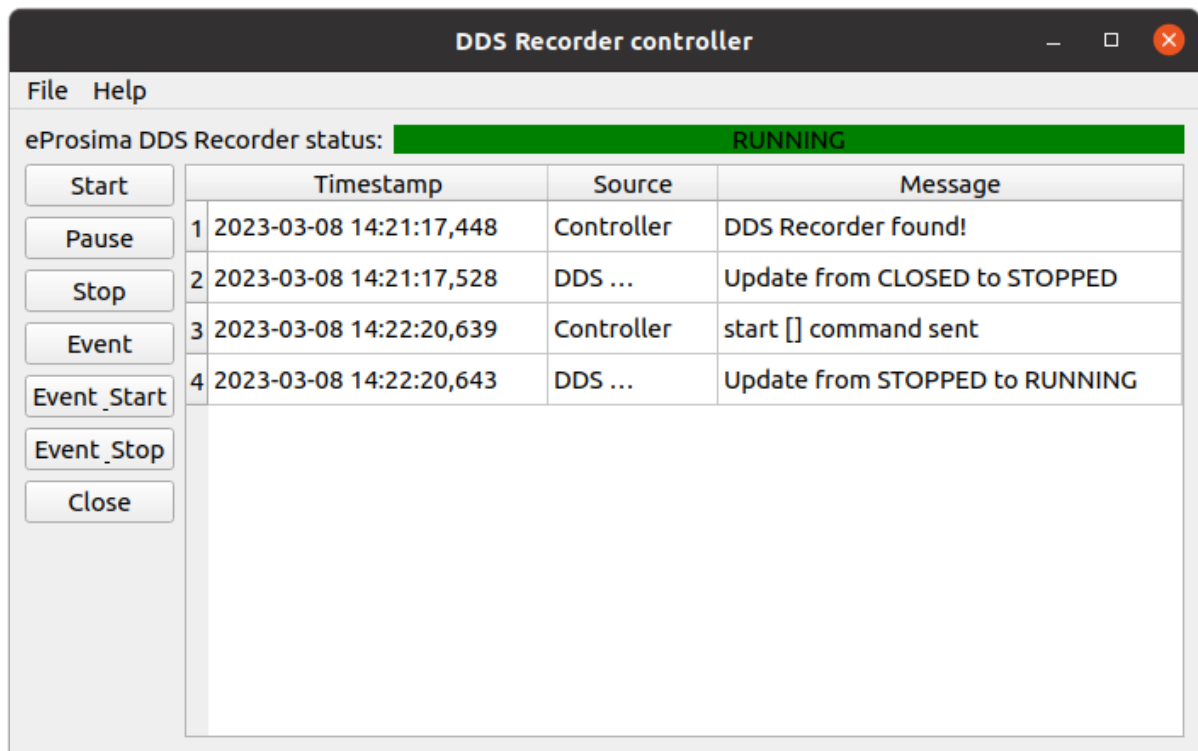 DDS Recorder controller
File Help
eProsima DDS Recorder status: RUNNING
Start
Pause
Stop
Event
Event_Start
Event_Stop
Close
Timestamp Source Message
1 2023-03-08 14:21:17,448 Controller DDS Recorder found!
2 2023-03-08 14:21:17,528 DDS ... Update from CLOSED to STOPPED
3 2023-03-08 14:22:20,639 Controller start [] command sent
4 2023-03-08 14:22:20,643 DDS ... Update from STOPPED to RUNNING